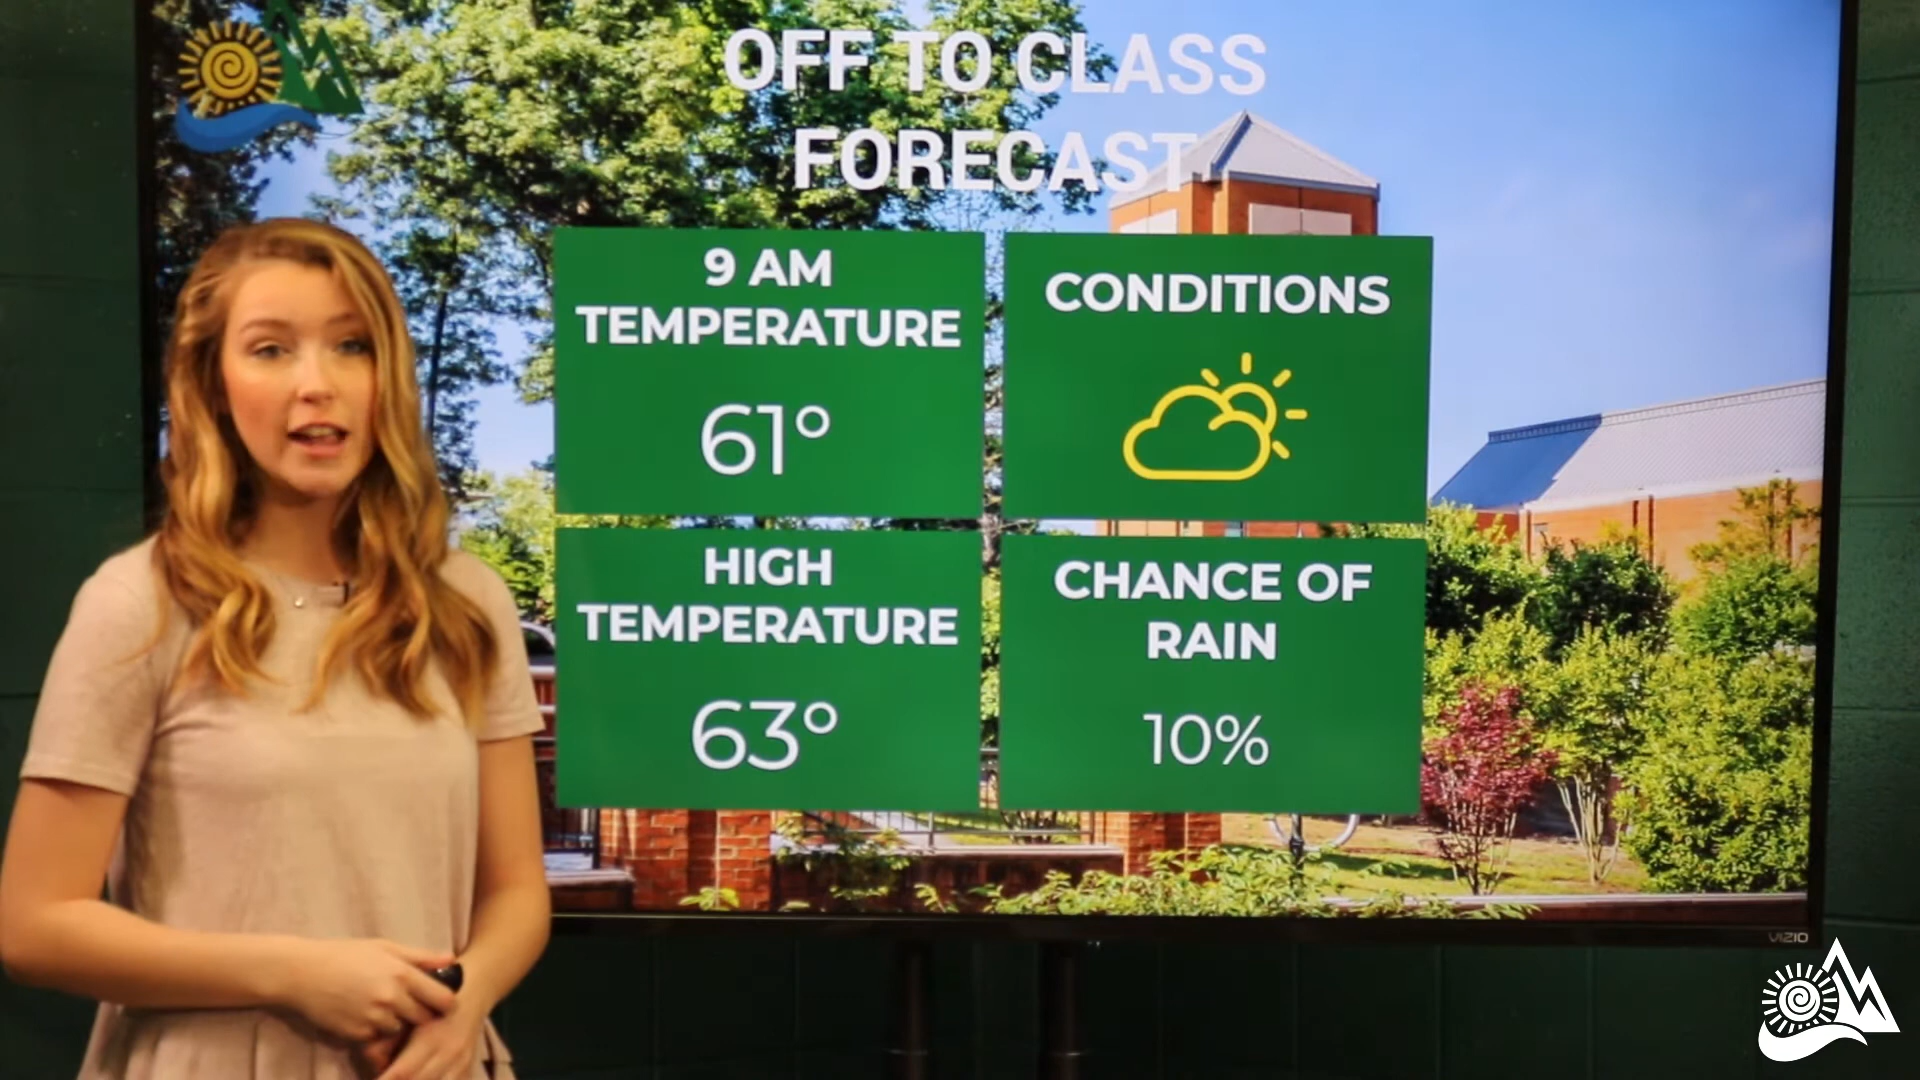 OFF TO CLASS
FORECAST
9 AM
TEMPERATURE
61°
CONDITIONS
HIGH
TEMPERATURE
63°
CHANCE OF
RAIN
10%
VIZIO